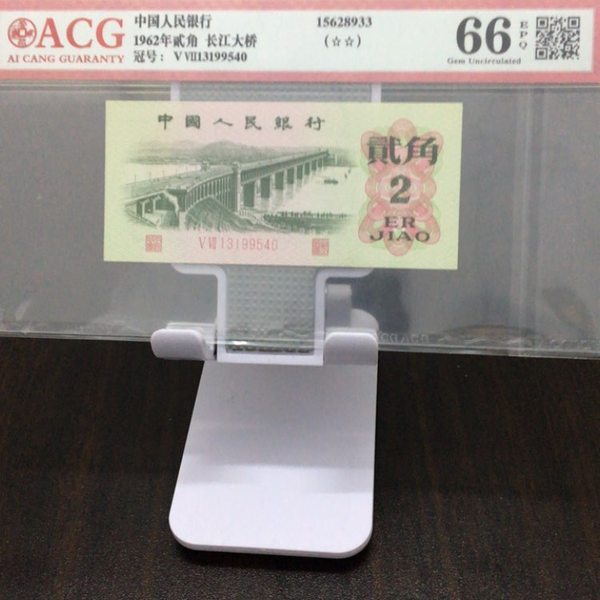 ACG
AI CANG GUARANTY
中国人民银行
1962年贰角 长江大桥
冠号: V VIII13199540
15628933
(☆☆)
66
EPQ
Gem Uncirculated
中國人民銀行
貳角
2
ER
JIAO
V VIII 13199540